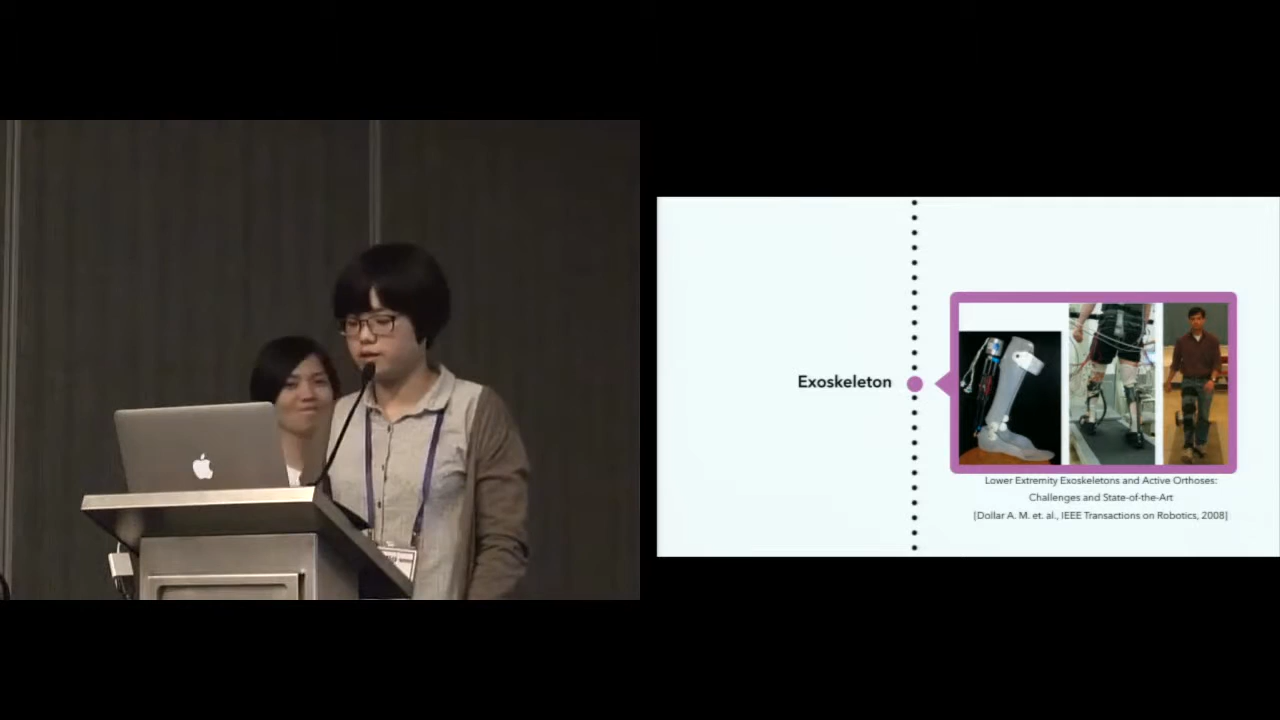 Exoskeleton
Lower Extremity Exoskeletons and Active Orthoses:
Challenges and State-of-the-Art
[Dollar A. M. et. al., IEEE Transactions on Robotics, 2008]